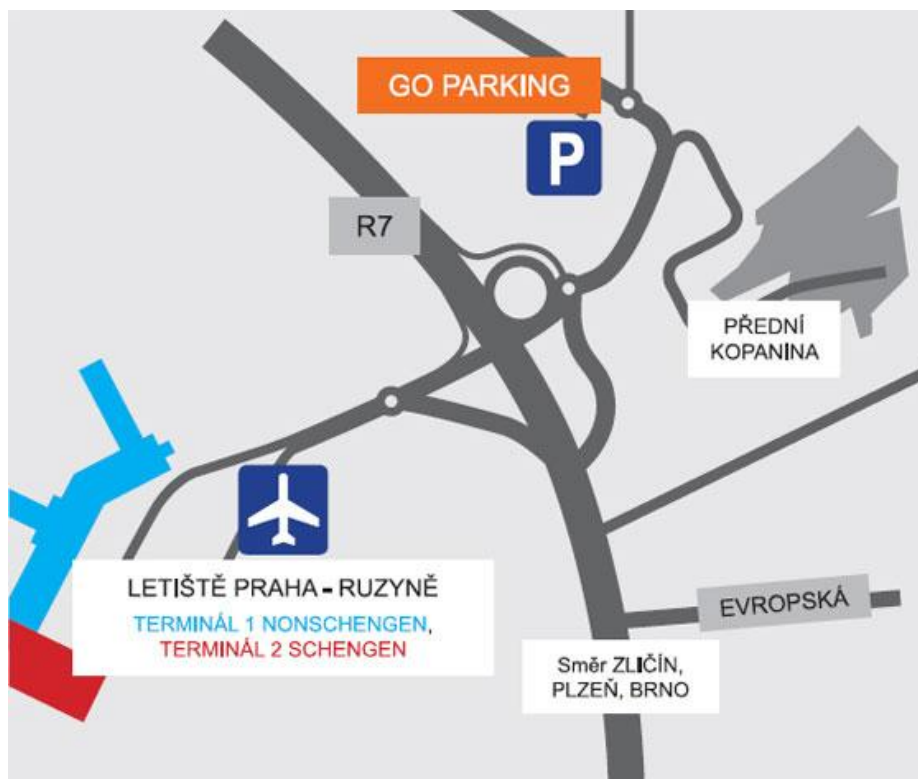 GO PARKING
P
R7
PŘEDNÍ
KOPANINA
LETIŠTĚ PRAHA - RUZYNĚ
TERMINÁL 1 NONSCHENGEN,
TERMINÁL 2 SCHENGEN
EVROPSKÁ
Směr ZLIČÍN,
PLZEŇ, BRNO